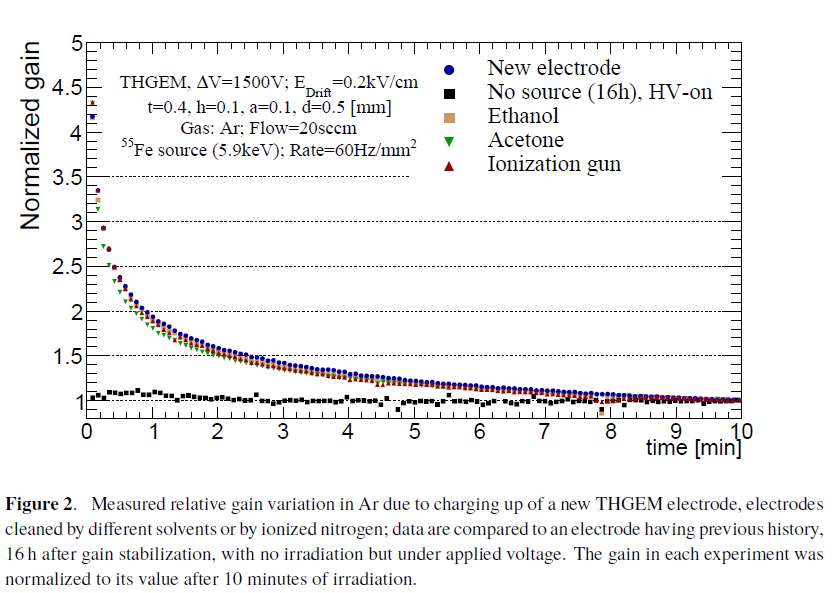 Normalized gain
5
4.5
4
3.5
3
2.5
2
1.5
1
THGEM, ΔV=1500V; E_Drift=0.2kV/cm
t=0.4, h=0.1, a=0.1, d=0.5 [mm]
Gas: Ar; Flow=20sccm
⁵⁵Fe source (5.9keV); Rate=60Hz/mm²
New electrode
No source (16h), HV-on
Ethanol
Acetone
Ionization gun
0 1 2 3 4 5 6 7 8 9 10
time [min]
Figure 2. Measured relative gain variation in Ar due to charging up of a new THGEM electrode, electrodes
cleaned by different solvents or by ionized nitrogen; data are compared to an electrode having previous history,
16 h after gain stabilization, with no irradiation but under applied voltage. The gain in each experiment was
normalized to its value after 10 minutes of irradiation.